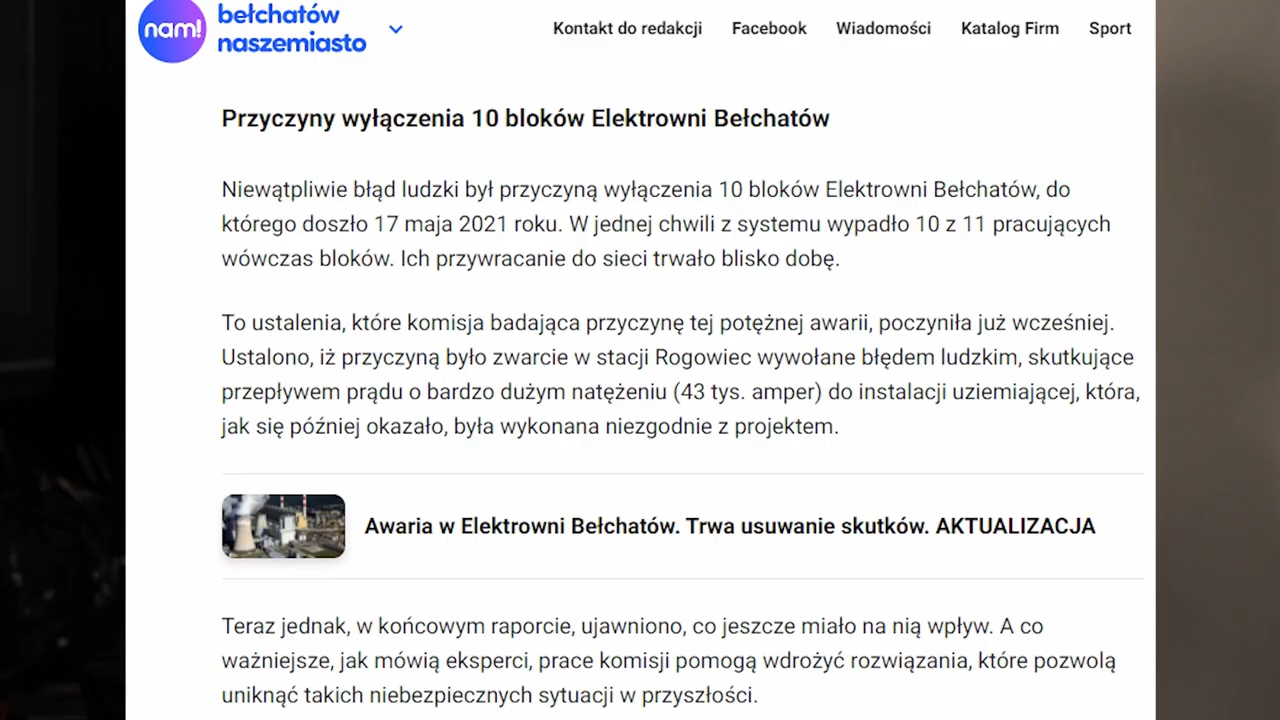 nam!
bełchatów
naszemiasto
Kontakt do redakcji Facebook Wiadomości Katalog Firm Sport
Przyczyny wyłączenia 10 bloków Elektrowni Bełchatów
Niewątpliwie błąd ludzki był przyczyną wyłączenia 10 bloków Elektrowni Bełchatów, do
którego doszło 17 maja 2021 roku. W jednej chwili z systemu wypadło 10 z 11 pracujących
wówczas bloków. Ich przywracanie do sieci trwało blisko dobę.
To ustalenia, które komisja badająca przyczynę tej potężnej awarii, poczyniła już wcześniej.
Ustalono, iż przyczyną było zwarcie w stacji Rogowiec wywołane błędem ludzkim, skutkujące
przepływem prądu o bardzo dużym natężeniu (43 tys. amper) do instalacji uziemiającej, która,
jak się później okazało, była wykonana niezgodnie z projektem.
Awaria w Elektrowni Bełchatów. Trwa usuwanie skutków. AKTUALIZACJA
Teraz jednak, w końcowym raporcie, ujawniono, co jeszcze miało na nią wpływ. A co
ważniejsze, jak mówią eksperci, prace komisji pomogą wdrożyć rozwiązania, które pozwolą
uniknąć takich niebezpiecznych sytuacji w przyszłości.